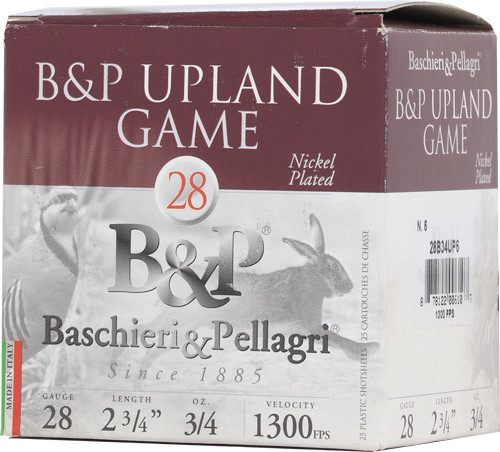 B&P UPLAND
GAME
Nickel
Plated
28
B&P®
Baschieri&Pellagri®
Since 1885
MADE IN ITALY
GAUGE LENGTH OZ. VELOCITY
28 2 3/4" 3/4 1300FPS
25 PLASTIC SHOTSHELLS 25 CARTOUCHES DE CHASSE
Baschieri&Pellagri
B&P UPLAND
GAME
Nickel
Plated
N. 6
28B34UP6
1300 FPS
GAUGE LENGTH OZ.
28 2 3/4" 3/4